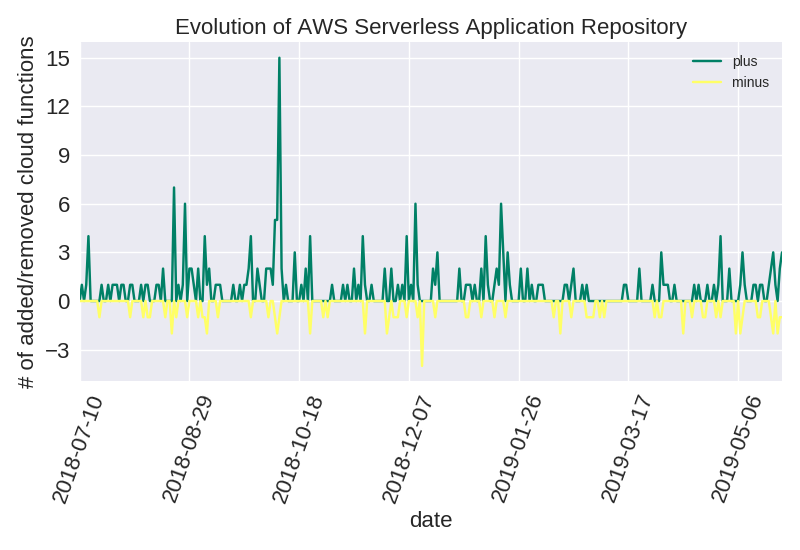 Evolution of AWS Serverless Application Repository
# of added/removed cloud functions
15
12
9
6
3
0
−3
plus
minus
2018-07-10
2018-08-29
2018-10-18
2018-12-07
2019-01-26
2019-03-17
2019-05-06
date